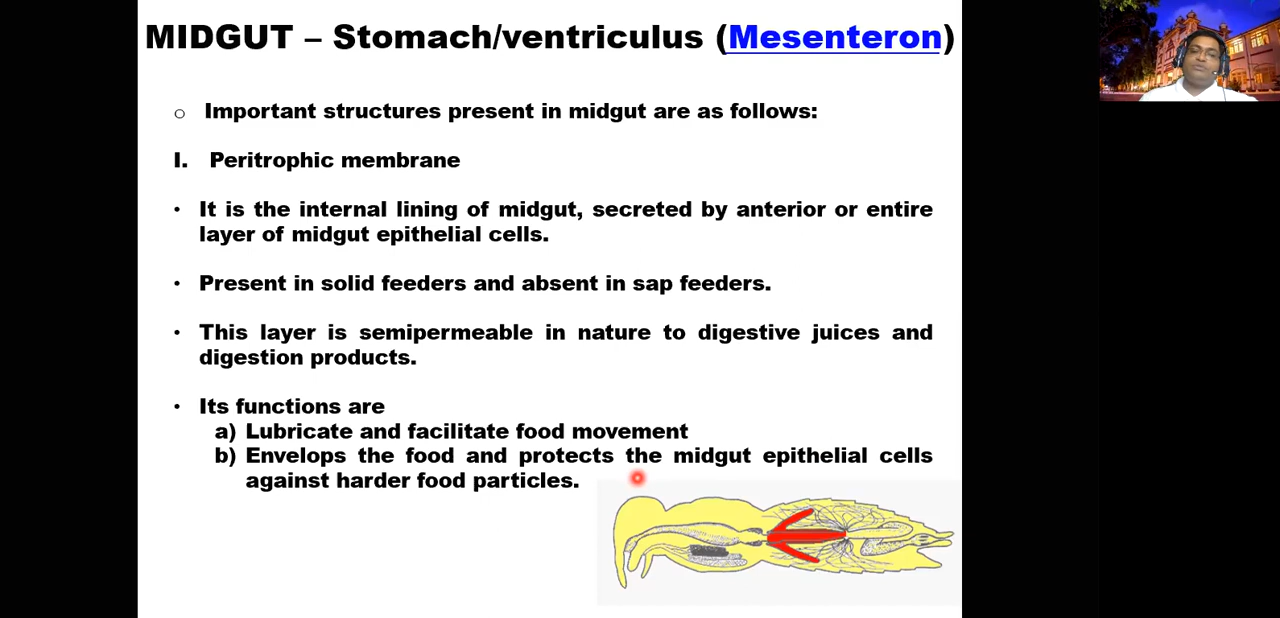 MIDGUT – Stomach/ventriculus (Mesenteron)
o Important structures present in midgut are as follows:
I. Peritrophic membrane
• It is the internal lining of midgut, secreted by anterior or entire
layer of midgut epithelial cells.
• Present in solid feeders and absent in sap feeders.
• This layer is semipermeable in nature to digestive juices and
digestion products.
• Its functions are
a) Lubricate and facilitate food movement
b) Envelops the food and protects the midgut epithelial cells
against harder food particles.